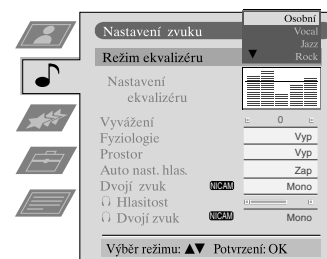 Nastavení zvuku
Osobní
Vocal
Jazz
Rock
Režim ekvalizéru
Nastavení
ekvalizéru
Vyvážení 0
Fyziologie Vyp
Prostor Vyp
Auto nast. hlas. Zap
Dvojí zvuk NICAM Mono
Hlasitost
Dvojí zvuk NICAM Mono
Výběr režimu: ▲▼ Potvrzení: OK